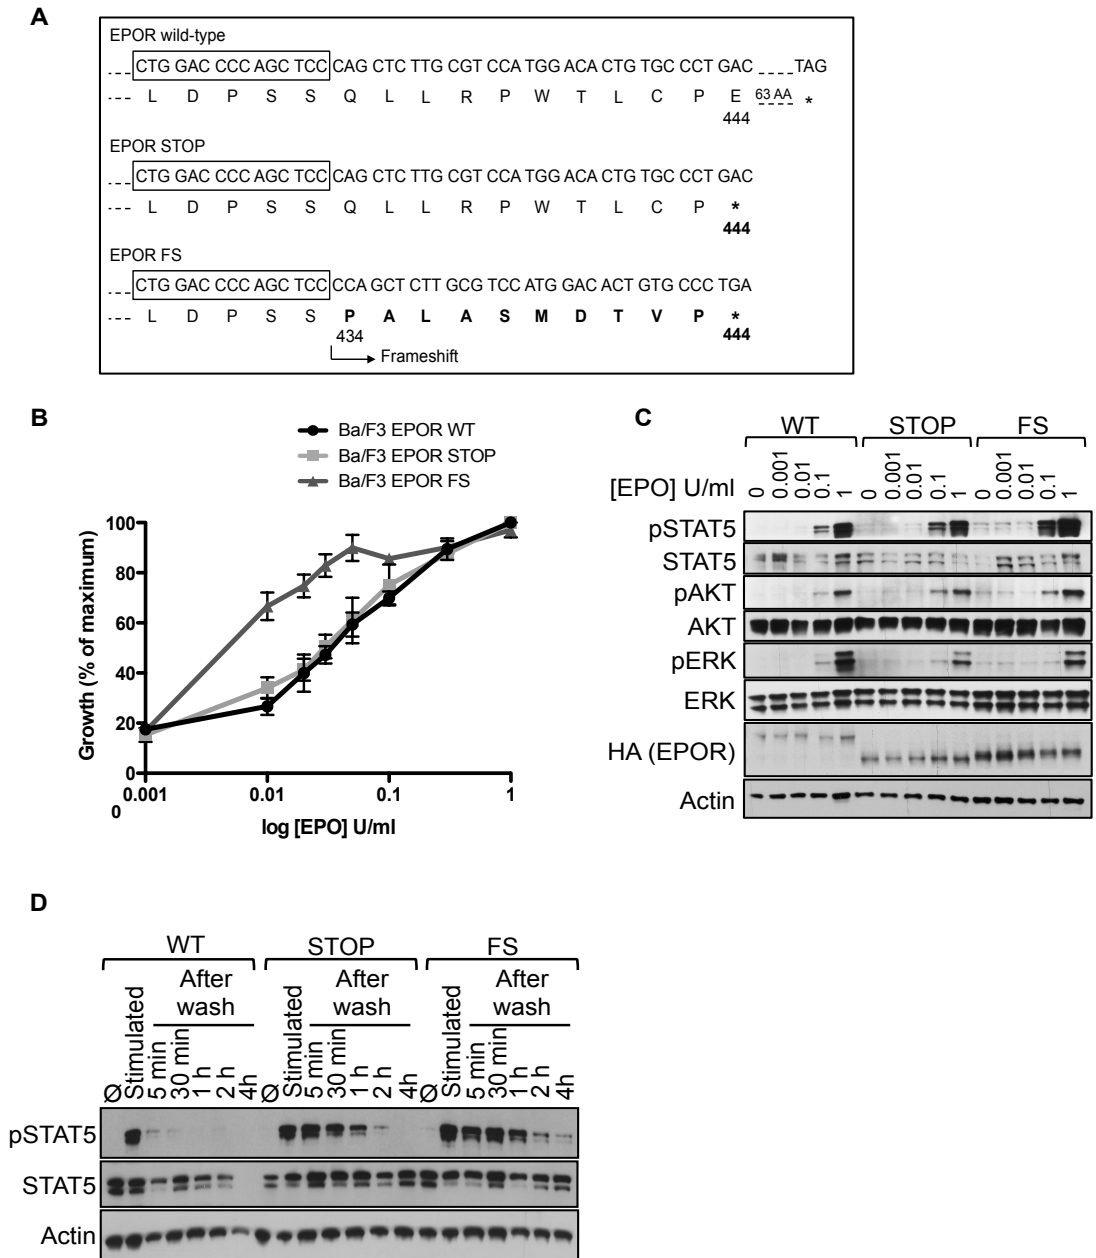 A
EPOR wild-type
--- CTG GAC CCC AGC TCC CAG CTC TTG CGT CCA TGG ACA CTG TGC CCT GAC ----TAG
--- L D P S S Q L L R P W T L C P E 63 AA *
444
EPOR STOP
--- CTG GAC CCC AGC TCC CAG CTC TTG CGT CCA TGG ACA CTG TGC CCT GAC
--- L D P S S Q L L R P W T L C P *
444
EPOR FS
--- CTG GAC CCC AGC TCC CCA GCT CTT GCG TCC ATG GAC ACT GTG CCC TGA
--- L D P S S P A L A S M D T V P *
434 444
Frameshift
B
Ba/F3 EPOR WT
Ba/F3 EPOR STOP
Ba/F3 EPOR FS
Growth (% of maximum)
100
80
60
40
20
0
0.001 0.01 0.1 1
0
log [EPO] U/ml
C
WT STOP FS
[EPO] U/ml 0 0.001 0.01 0.1 1 0 0.001 0.01 0.1 1 0 0.001 0.01 0.1 1
pSTAT5
STAT5
pAKT
AKT
pERK
ERK
HA (EPOR)
Actin
D
WT STOP FS
After wash After wash After wash
Ø Stimulated 5 min 30 min 1 h 2 h 4h Ø Stimulated 5 min 30 min 1 h 2 h 4h Ø Stimulated 5 min 30 min 1 h 2 h 4h
pSTAT5
STAT5
Actin